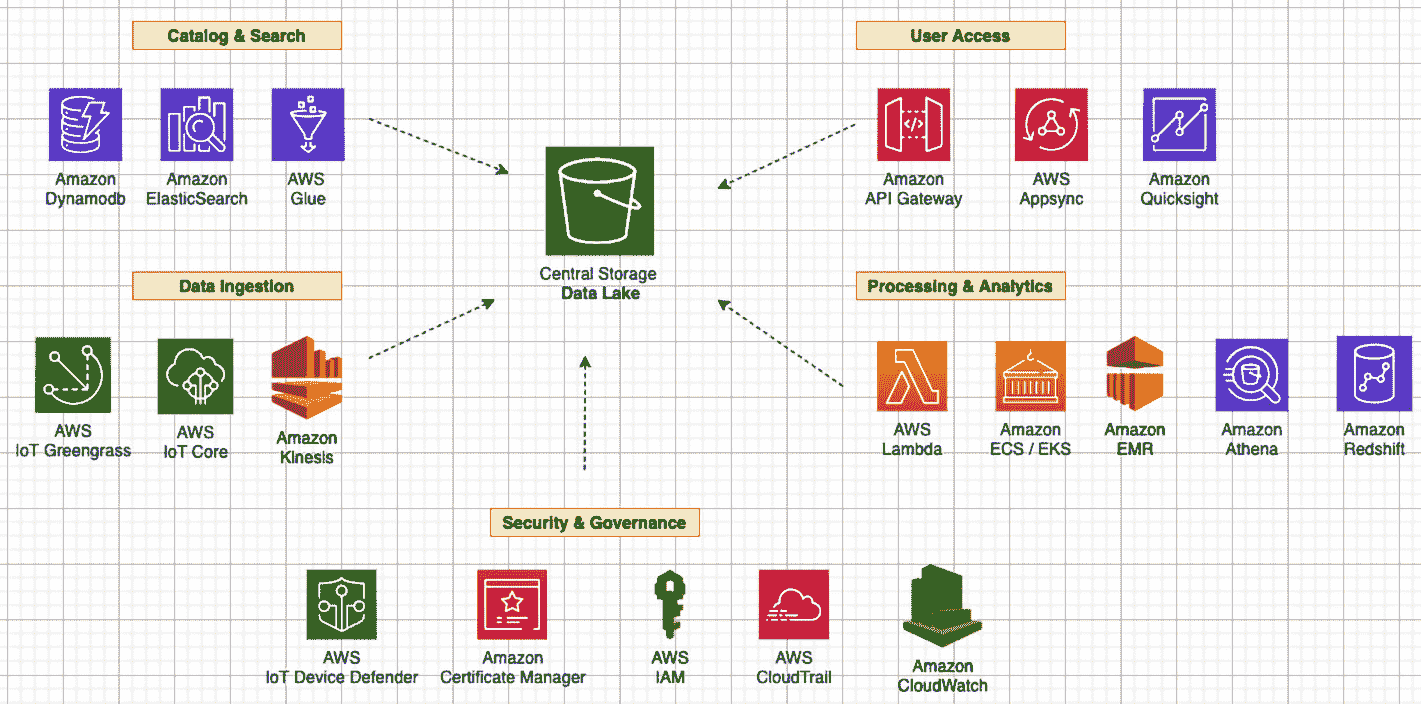 Catalog & Search
User Access
Amazon
Dynamodb
Amazon
ElasticSearch
AWS
Glue
Amazon
API Gateway
AWS
Appsync
Amazon
Quicksight
Central Storage
Data Lake
Data Ingestion
Processing & Analytics
AWS
IoT Greengrass
AWS
IoT Core
Amazon
Kinesis
AWS
Lambda
Amazon
ECS / EKS
Amazon
EMR
Amazon
Athena
Amazon
Redshift
Security & Governance
AWS
IoT Device Defender
Amazon
Certificate Manager
AWS
IAM
AWS
CloudTrail
Amazon
CloudWatch